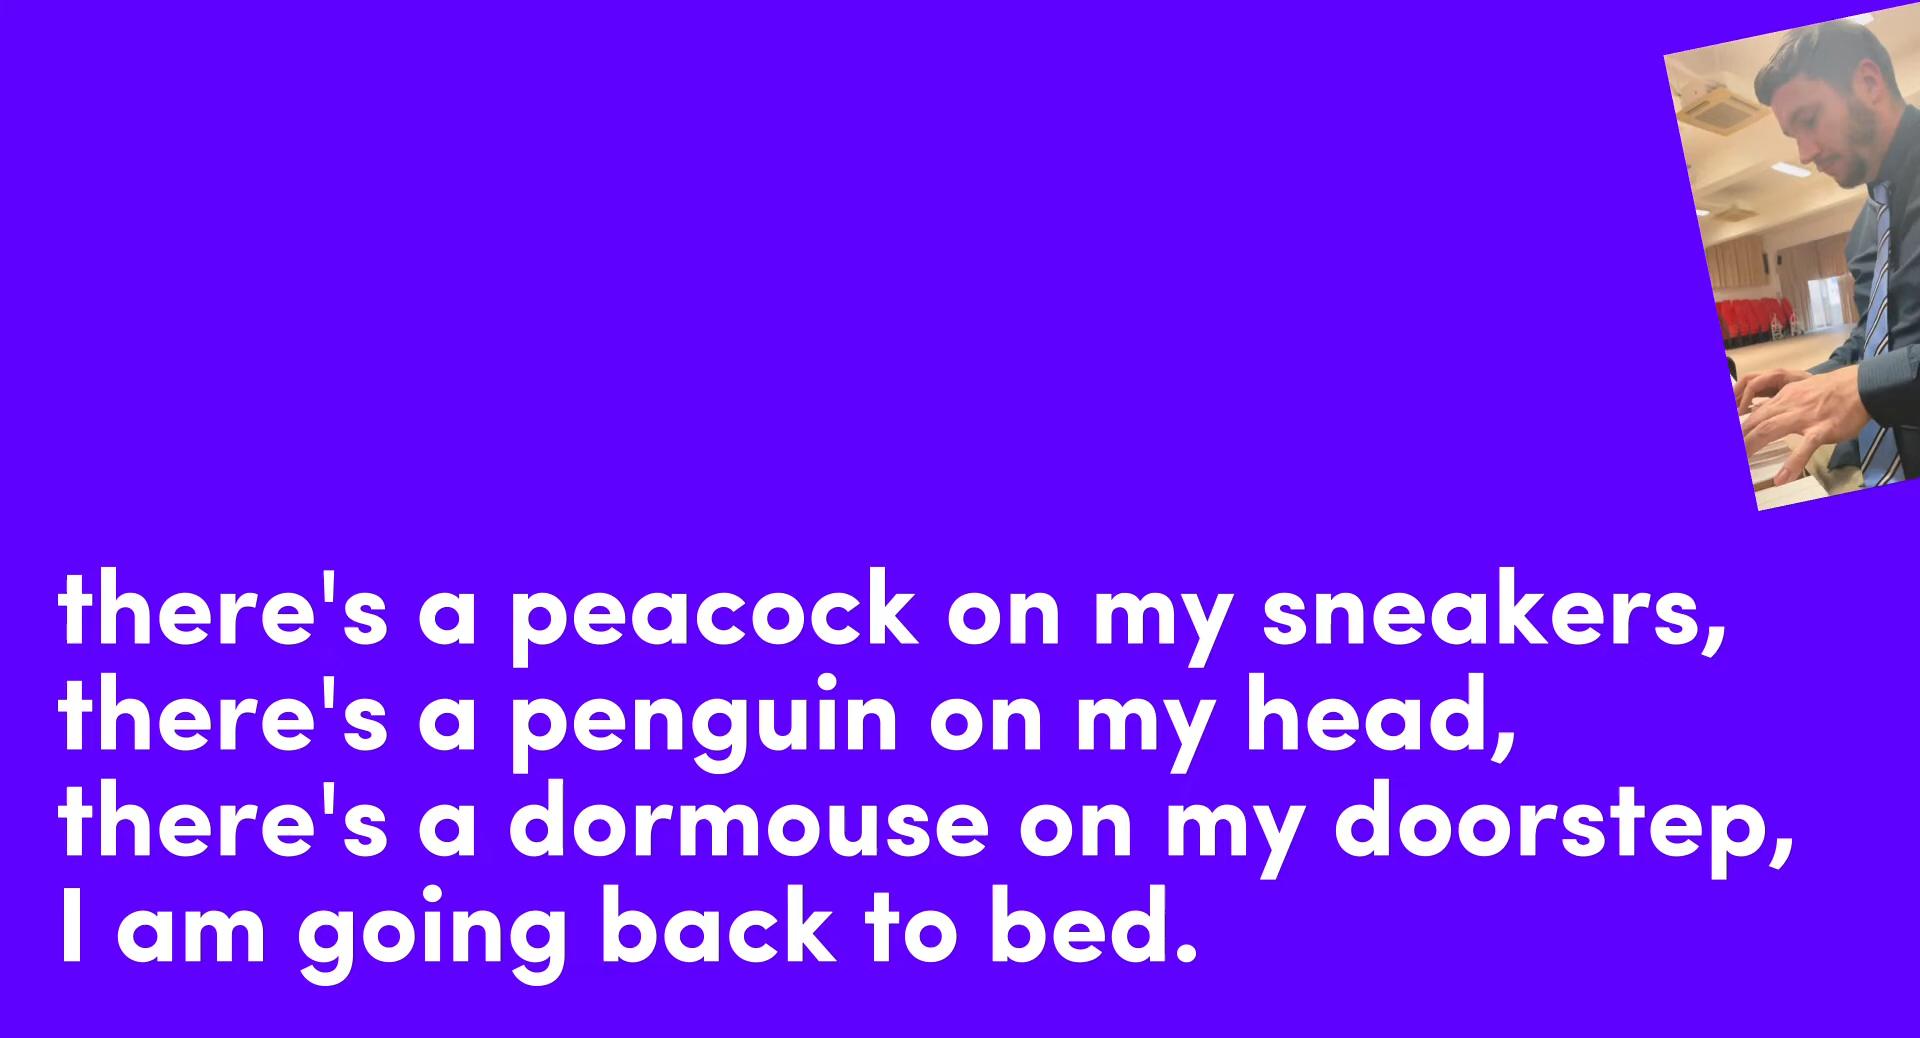 there's a peacock on my sneakers,
there's a penguin on my head,
there's a dormouse on my doorstep,
I am going back to bed.